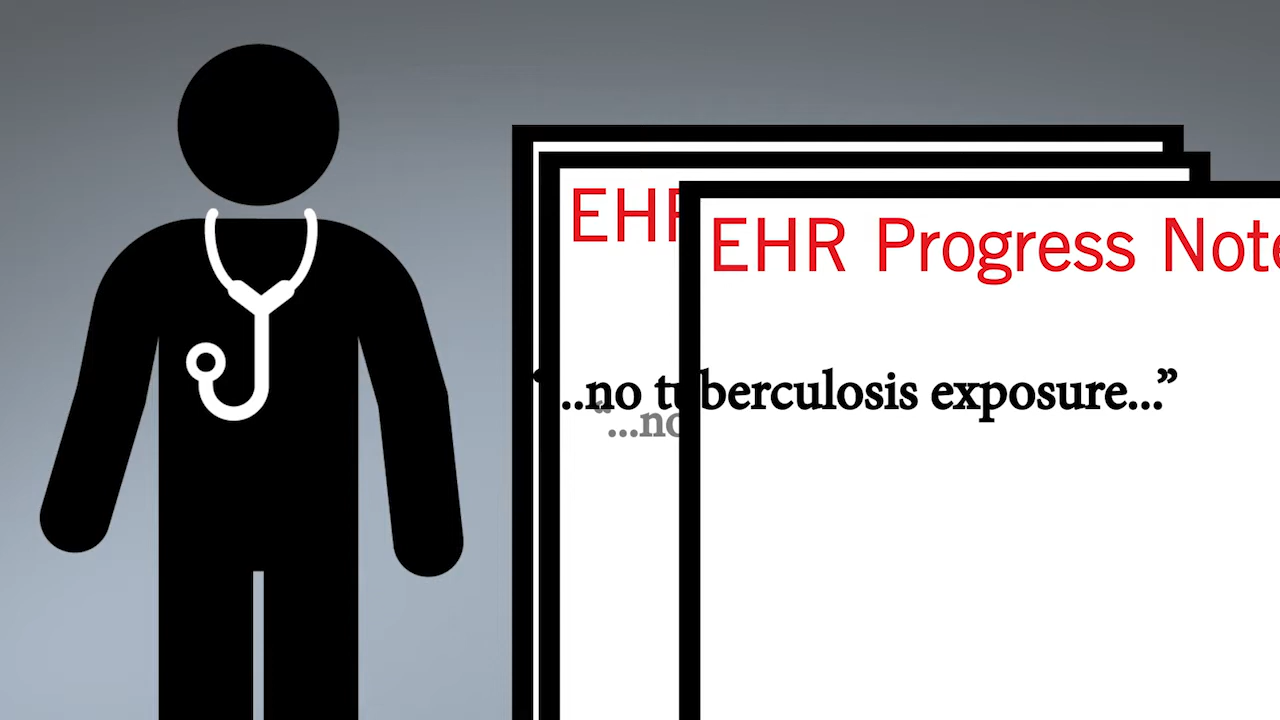 EHR
EHR Progress Note
“...no tuberculosis exposure...”
“...no